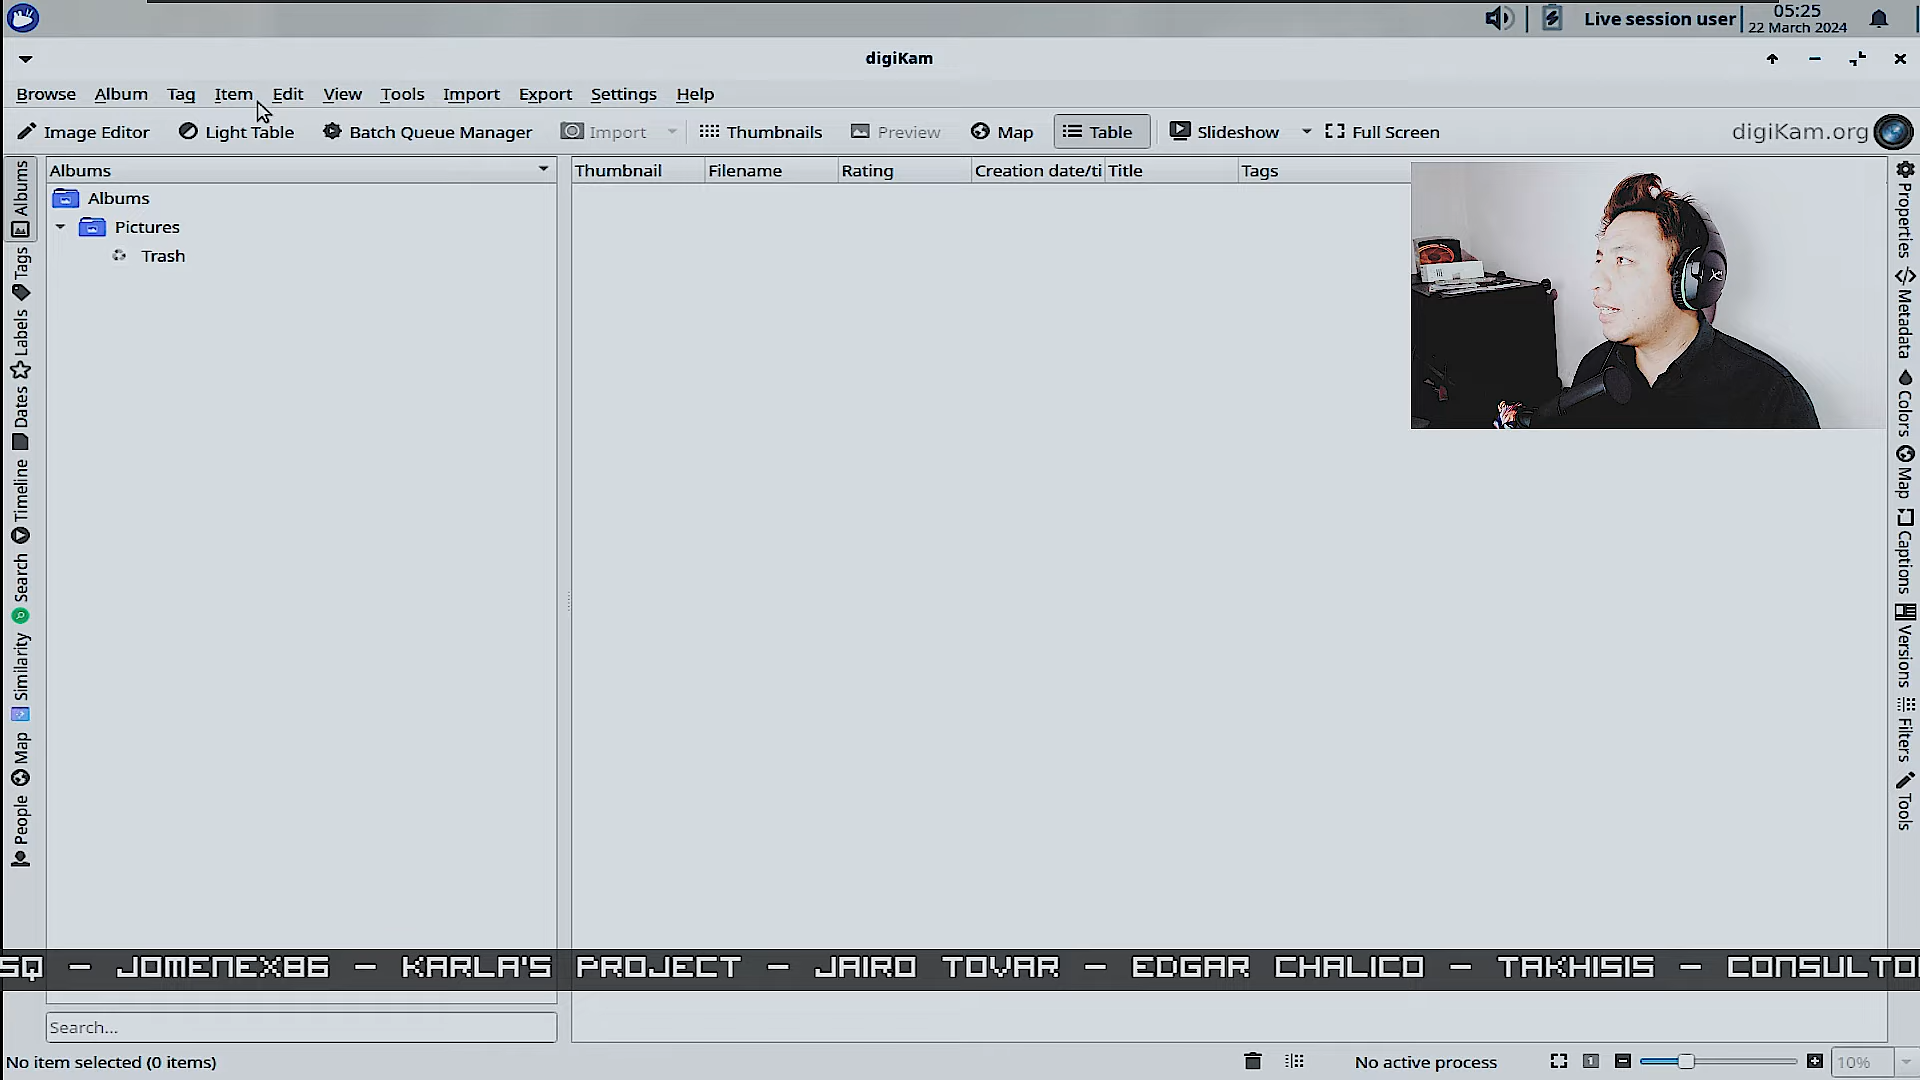 Live session user
05:25
22 March 2024
digiKam
Browse Album Tag Item Edit View Tools Import Export Settings Help
Image Editor Light Table Batch Queue Manager Import Thumbnails Preview Map Table Slideshow Full Screen digiKam.org
Albums
Thumbnail Filename Rating Creation date/ti Title Tags
Albums
Pictures
Trash
Albums
Tags
Labels
Dates
Timeline
Search
Similarity
Map
People
Properties
Metadata
Colors
Map
Captions
Versions
Filters
Tools
SQ - JOMENEX86 - KARLA'S PROJECT - JAIRO TOVAR - EDGAR CHALICO - TAKHISIS - CONSULTO
Search...
No item selected (0 items)
No active process
1
10%